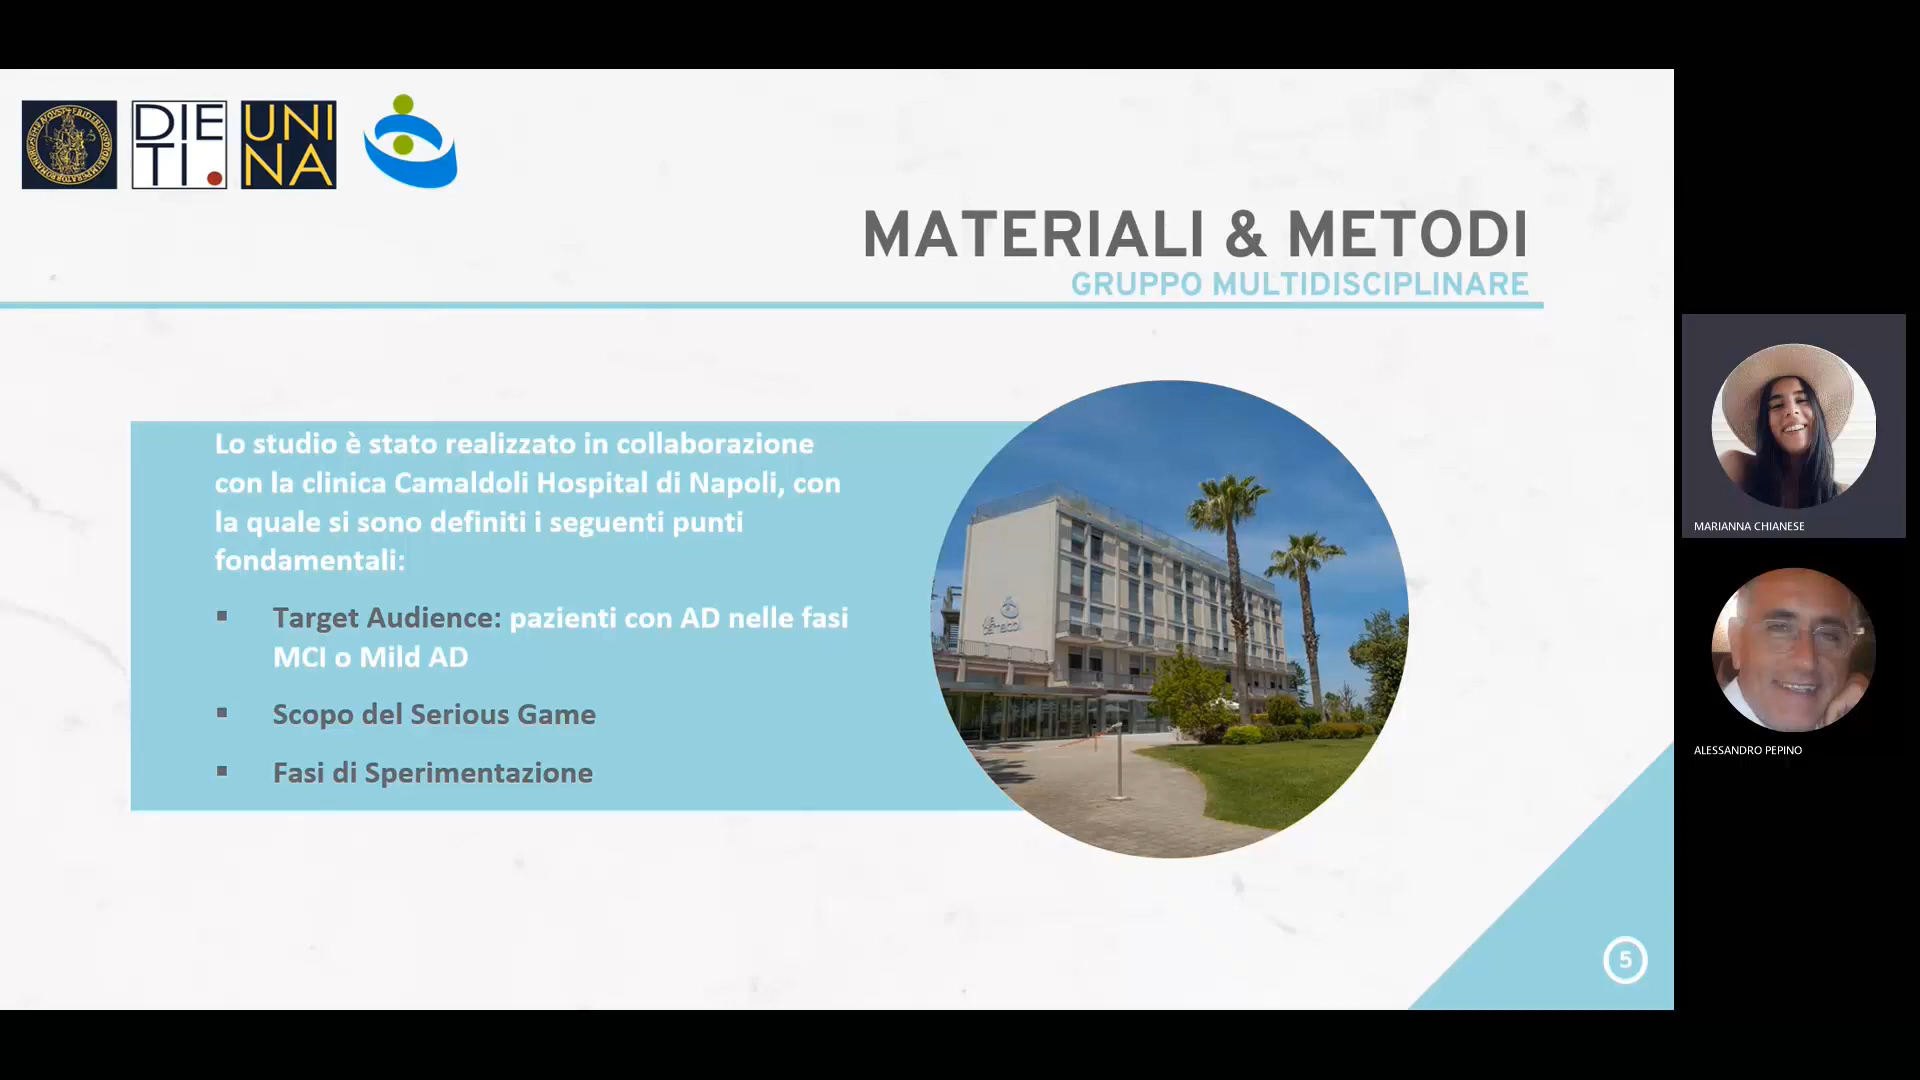 DIE
TI.
UNI
NA
MATERIALI & METODI
GRUPPO MULTIDISCIPLINARE
Lo studio è stato realizzato in collaborazione
con la clinica Camaldoli Hospital di Napoli, con
la quale si sono definiti i seguenti punti
fondamentali:
▪ Target Audience: pazienti con AD nelle fasi
MCI o Mild AD
▪ Scopo del Serious Game
▪ Fasi di Sperimentazione
5
MARIANNA CHIANESE
ALESSANDRO PEPINO